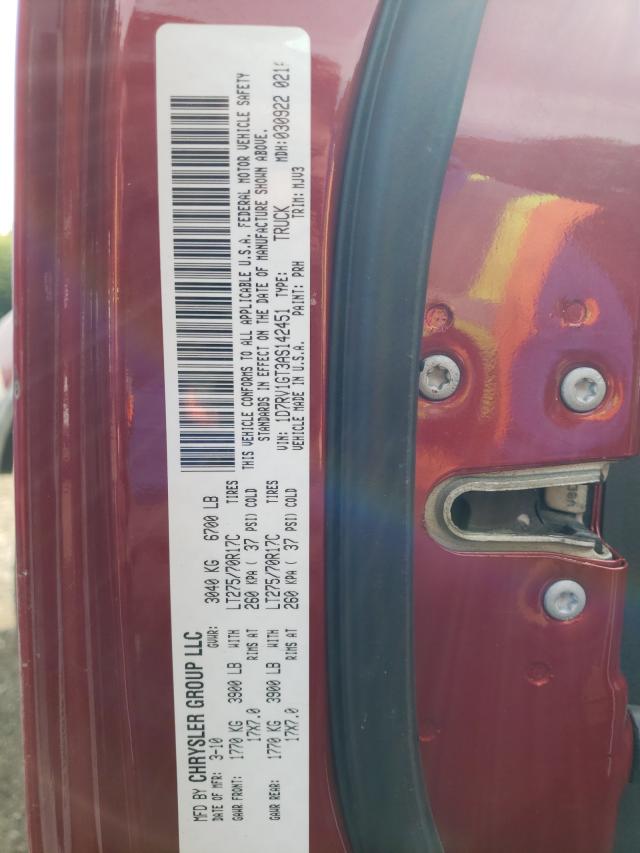 MFD BY CHRYSLER GROUP LLC
DATE OF MFR: 3-10 GVWR: 3040 KG 6700 LB
GAWR FRONT: 1770 KG 3900 LB WITH LT275/70R17C TIRES
17X7.0 RIMS AT 260 KPA ( 37 PSI) COLD
GAWR REAR: 1770 KG 3900 LB WITH LT275/70R17C TIRES
17X7.0 RIMS AT 260 KPA ( 37 PSI) COLD
THIS VEHICLE CONFORMS TO ALL APPLICABLE U.S.A. FEDERAL MOTOR VEHICLE SAFETY
STANDARDS IN EFFECT ON THE DATE OF MANUFACTURE SHOWN ABOVE.
VIN: 1D7RV1GT3AS142451 TYPE: TRUCK MDH:030922 021
VEHICLE MADE IN U.S.A. PAINT: PRH TRIM: MJV3